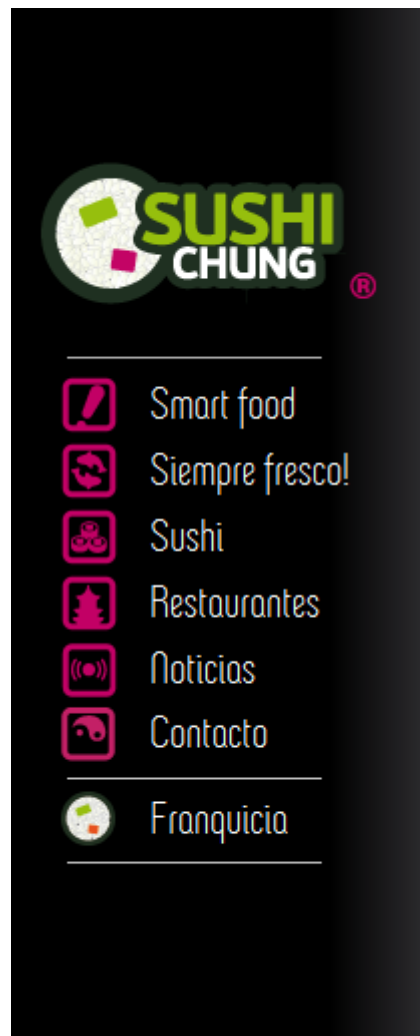 SUSHI
CHUNG
®
Smart food
Siempre fresco!
Sushi
Restaurantes
Noticias
Contacto
Franquicia